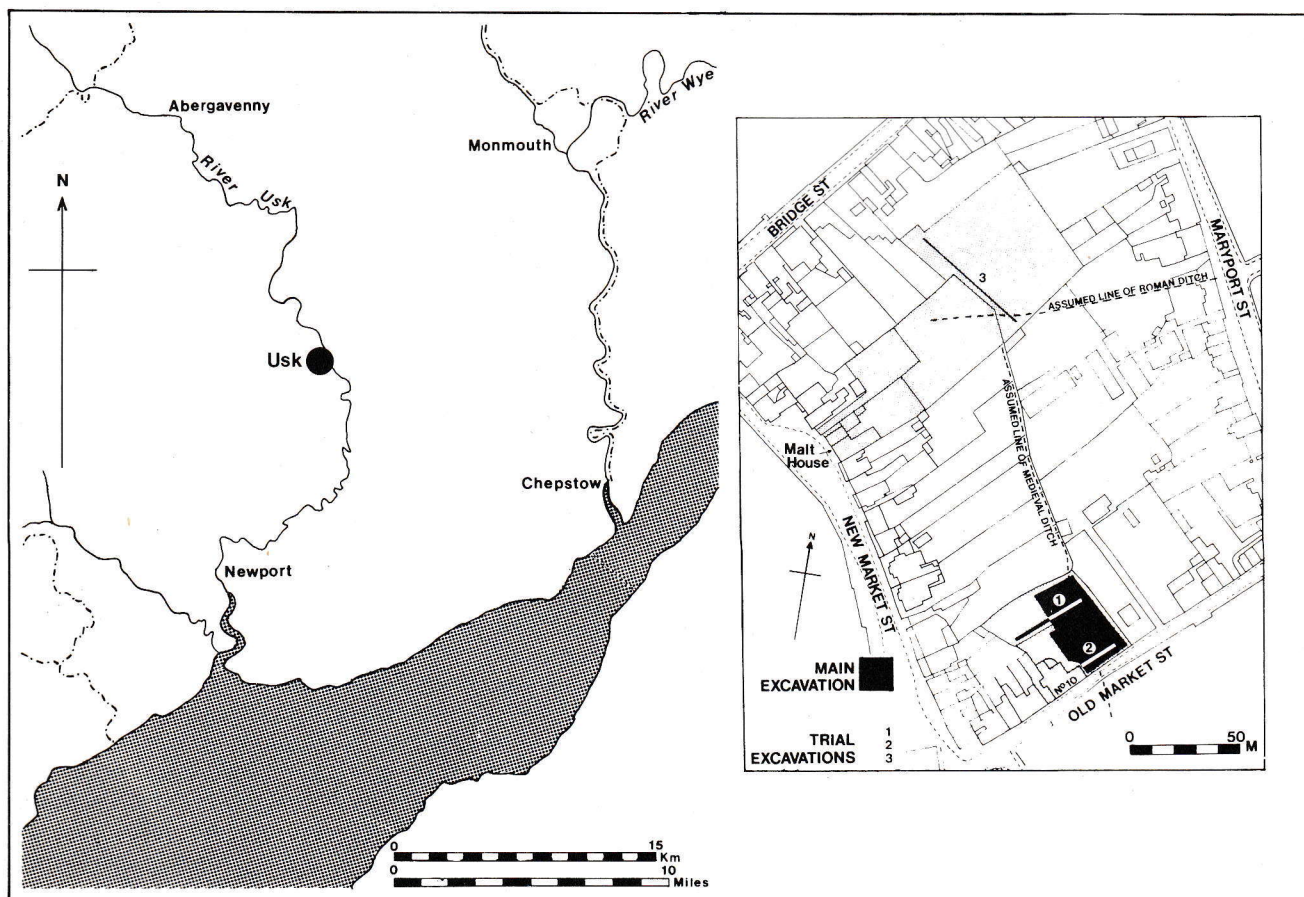 Abergavenny
River Usk
Monmouth
River Wye
N
Usk
Chepstow
Newport
0 15
Km
0 10
Miles
BRIDGE ST
MARYPORT ST
3
ASSUMED LINE OF ROMAN DITCH
ASSUMED LINE OF MEDIEVAL DITCH
Malt
House
NEW MARKET ST
N
1
2
Nº10
OLD MARKET ST
MAIN
EXCAVATION
TRIAL
EXCAVATIONS
1
2
3
0 50
M